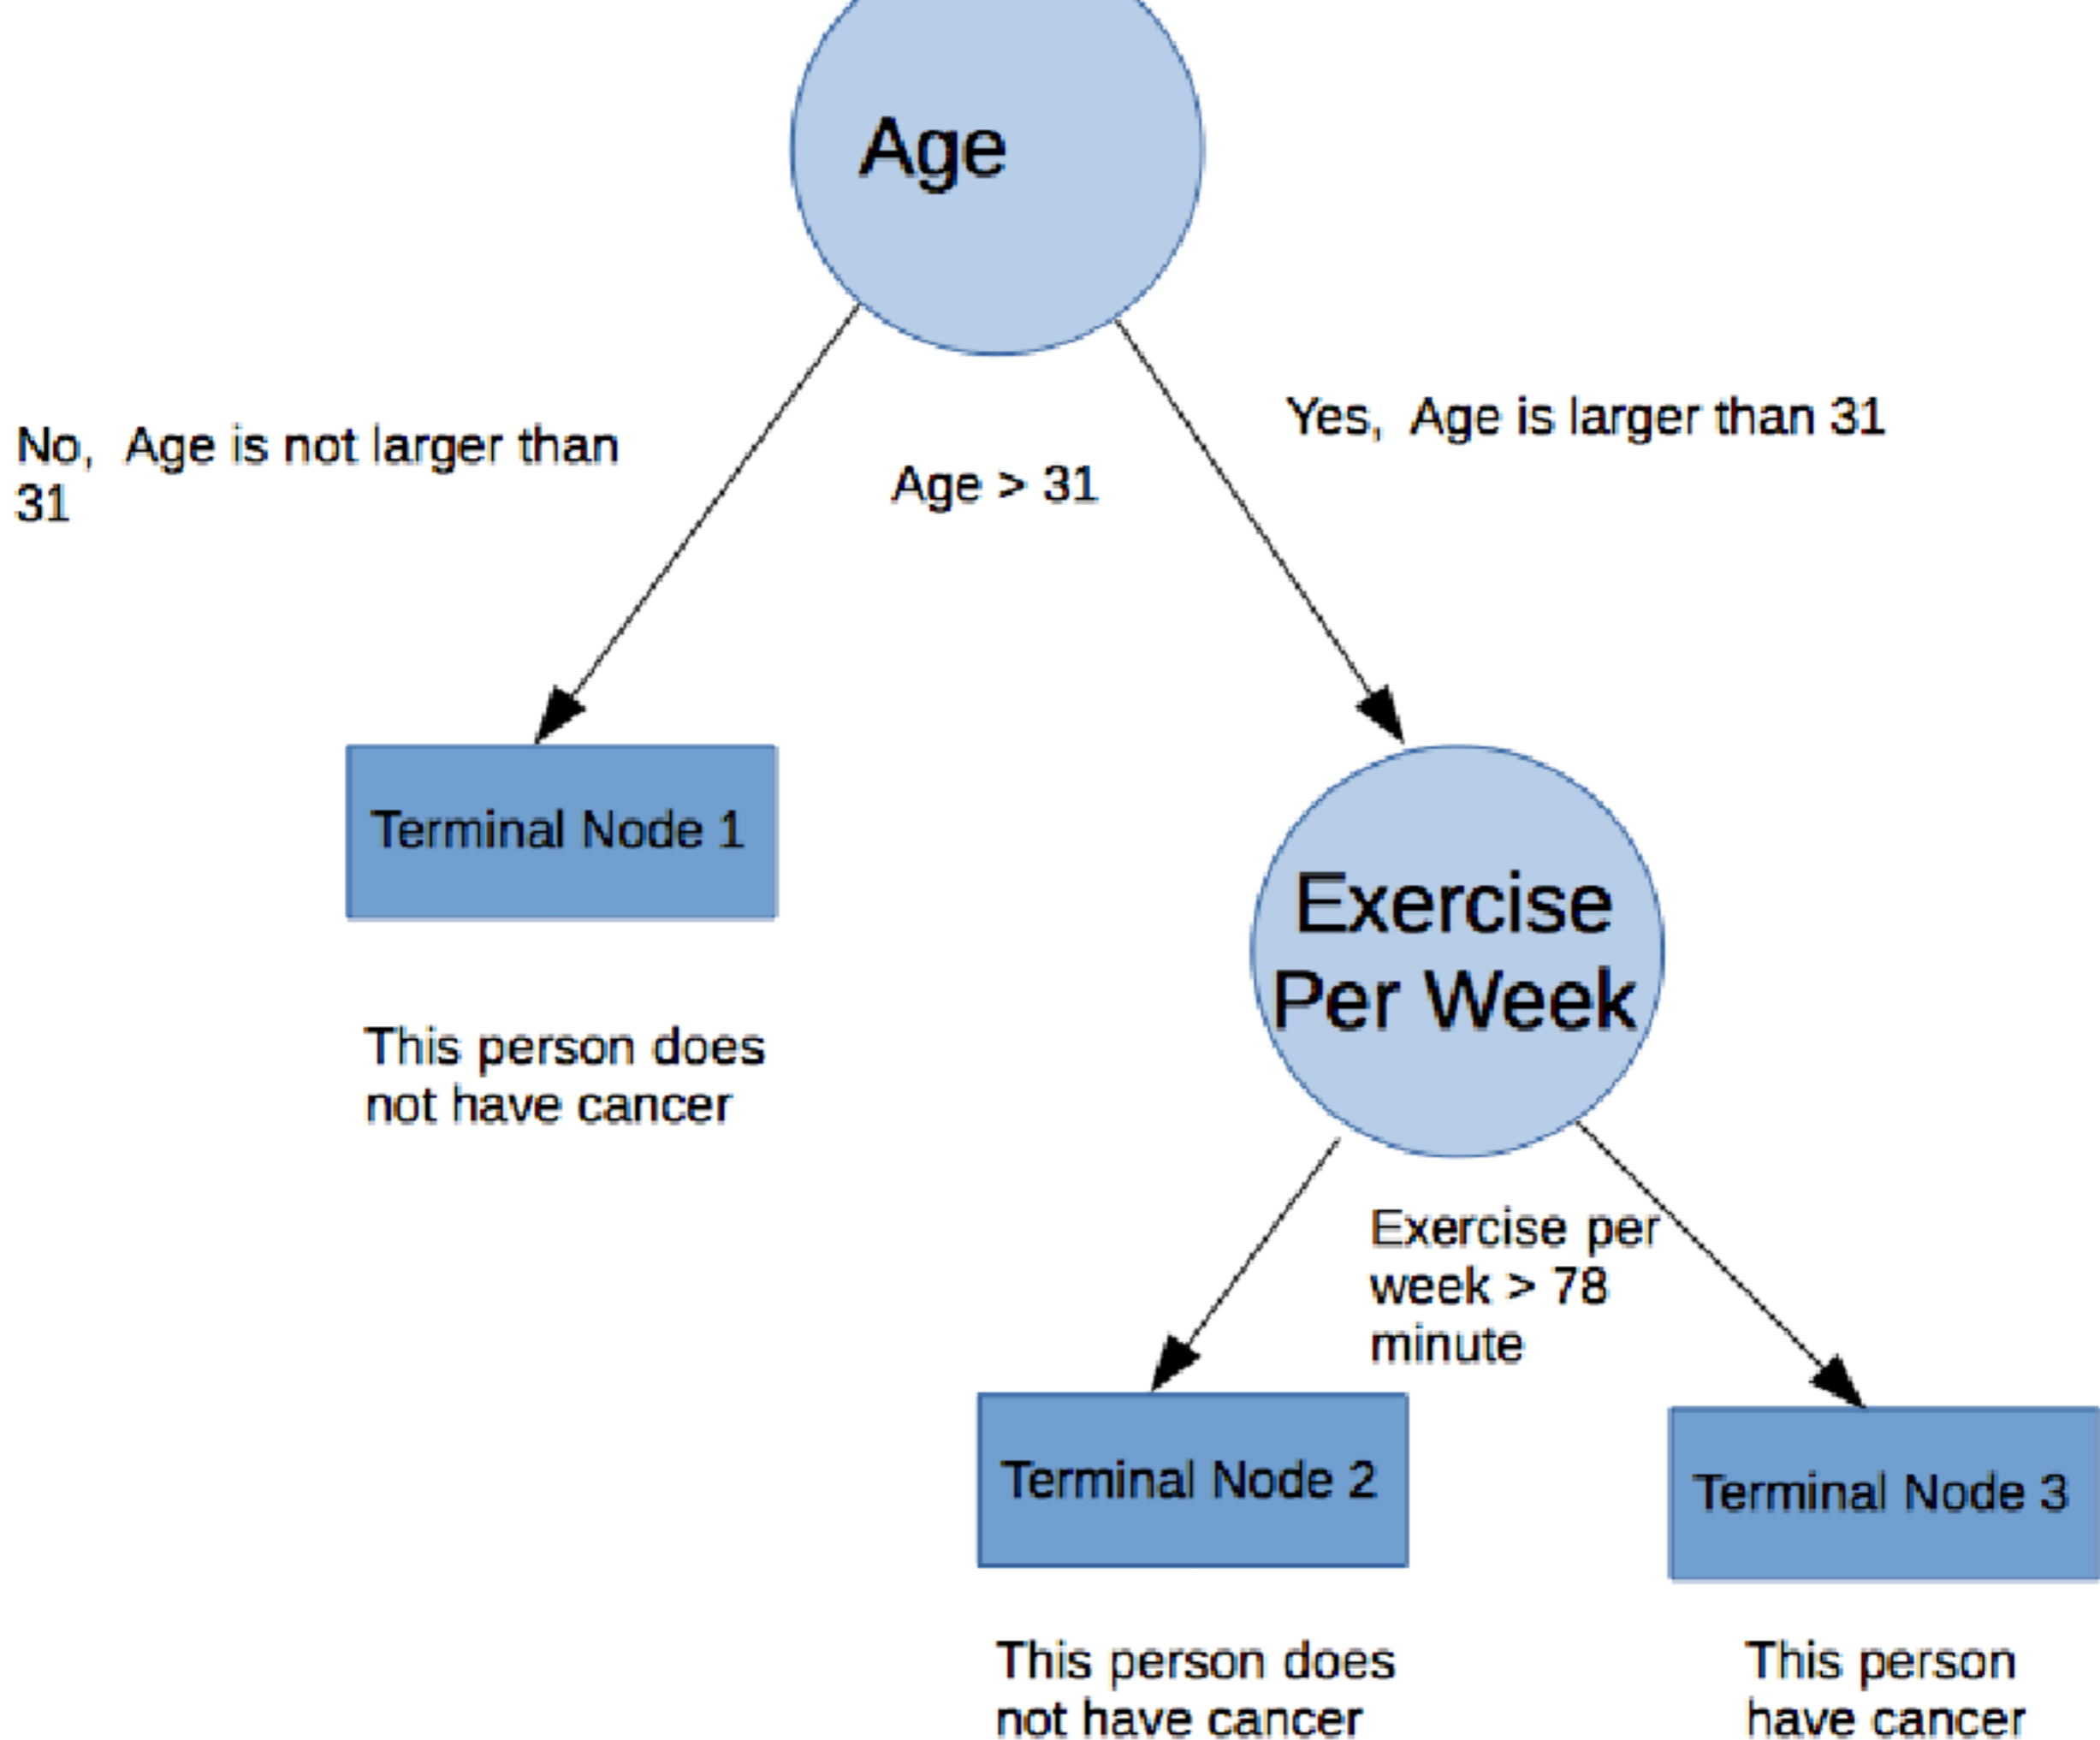 Age
Yes, Age is larger than 31
No, Age is not larger than
31
Age > 31
Terminal Node 1
Exercise
Per Week
This person does
not have cancer
Exercise per
week > 78
minute
Terminal Node 2
Terminal Node 3
This person does
not have cancer
This person
have cancer